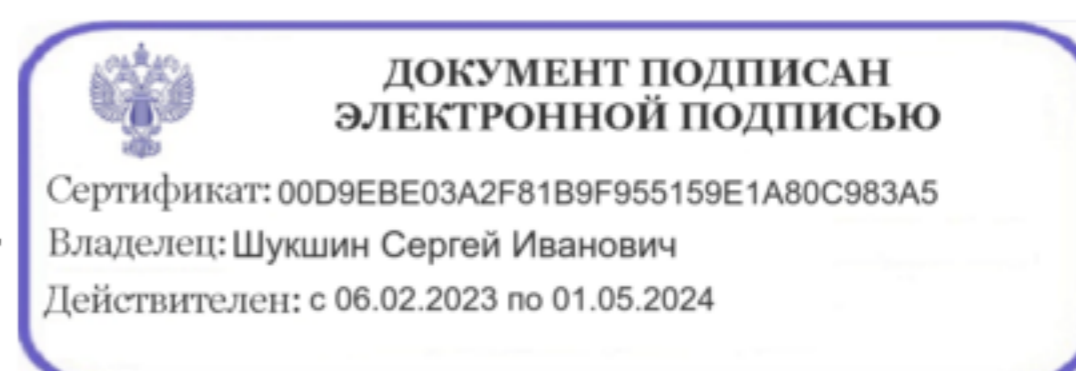 ДОКУМЕНТ ПОДПИСАН
ЭЛЕКТРОННОЙ ПОДПИСЬЮ
Сертификат: 00D9EBE03A2F81B9F955159E1A80C983A5
Владелец: Шукшин Сергей Иванович
Действителен: с 06.02.2023 по 01.05.2024